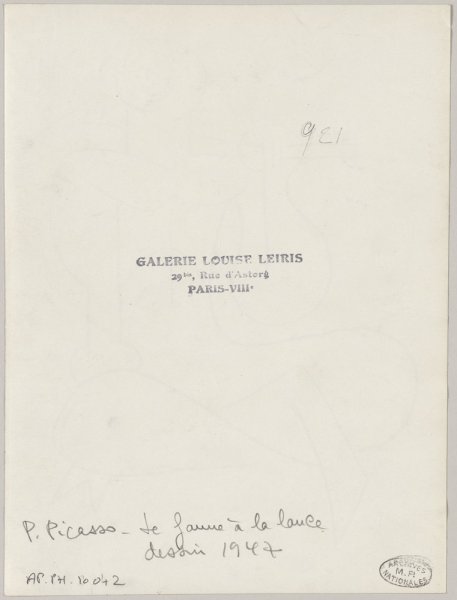 921
GALERIE LOUISE LEIRIS
29bis, Rue d'Astorg
PARIS-VIIIe
P. Picasso - Le faune à la lance
dessin 1947
AP.PH. 10042
ARCHIVES
M.P.
NATIONALES